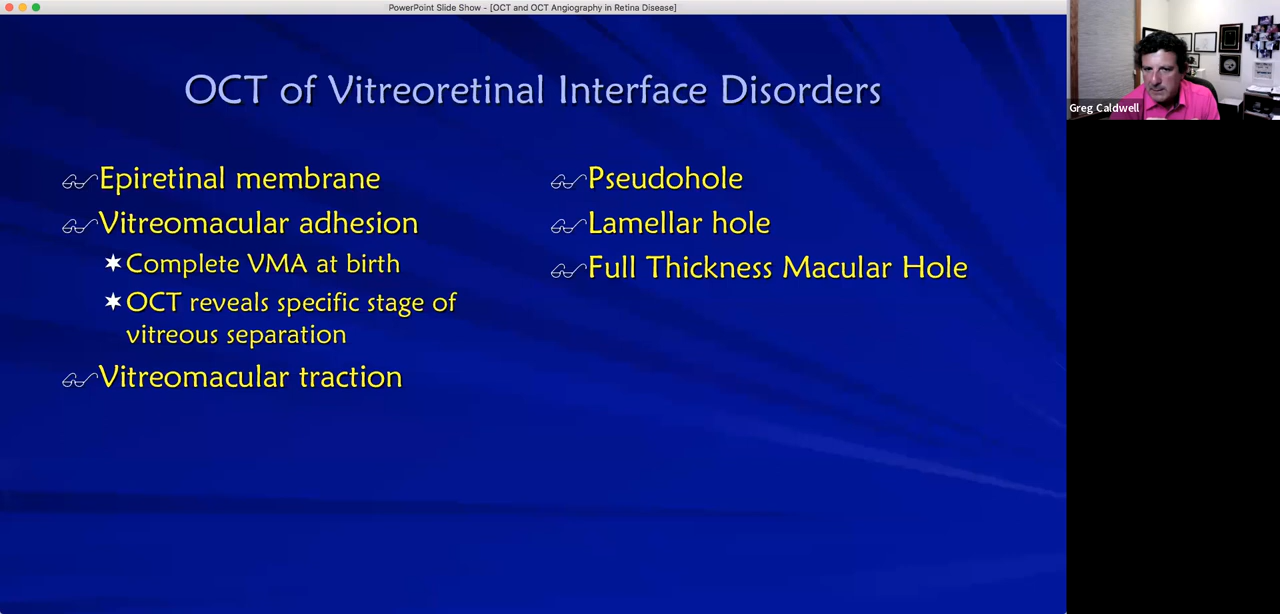 PowerPoint Slide Show - [OCT and OCT Angiography in Retina Disease]
OCT of Vitreoretinal Interface Disorders
Epiretinal membrane
Vitreomacular adhesion
Complete VMA at birth
OCT reveals specific stage of
vitreous separation
Vitreomacular traction
Pseudohole
Lamellar hole
Full Thickness Macular Hole
Greg Caldwell